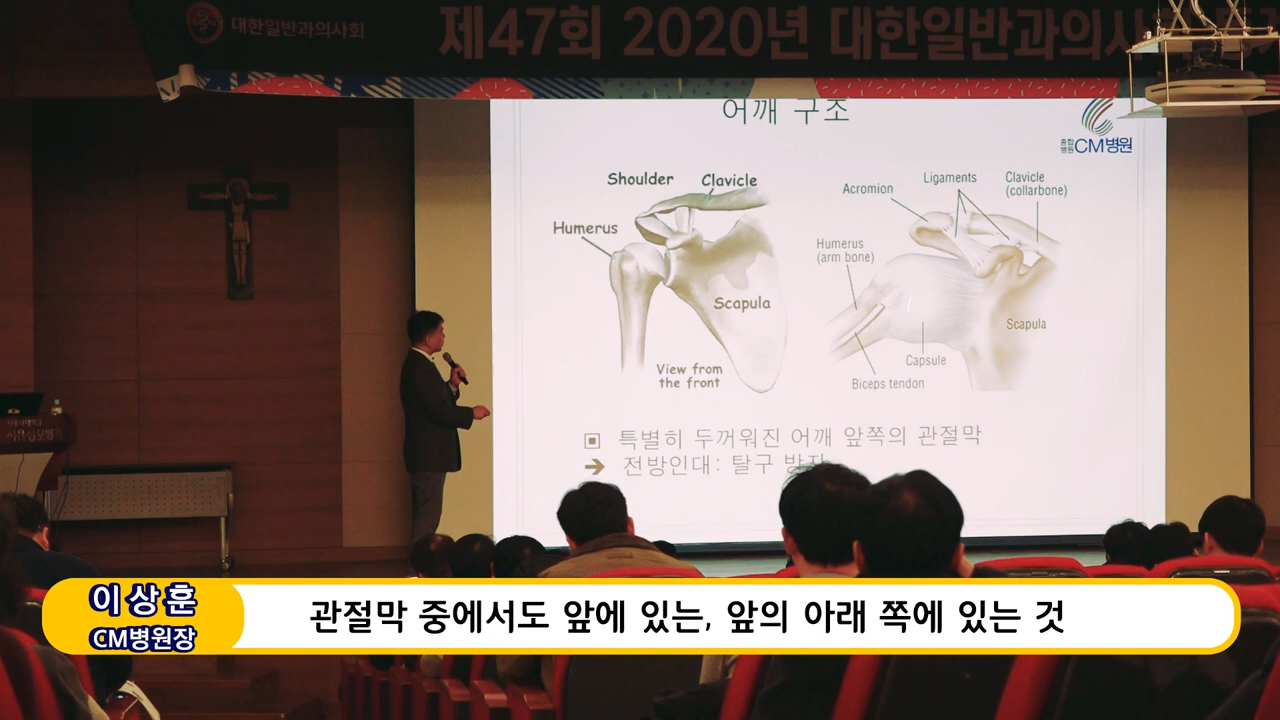 대한일반과의사회
제47회 2020년 대한일반과의사회
어깨 구조
종합병원 CM병원
Shoulder
Clavicle
Humerus
Scapula
View from
the front
Acromion
Ligaments
Clavicle
(collarbone)
Humerus
(arm bone)
Scapula
Capsule
Biceps tendon
특별히 두꺼워진 어깨 앞쪽의 관절막
전방인대: 탈구 방지
이상훈
CM병원장
관절막 중에서도 앞에 있는, 앞의 아래 쪽에 있는 것